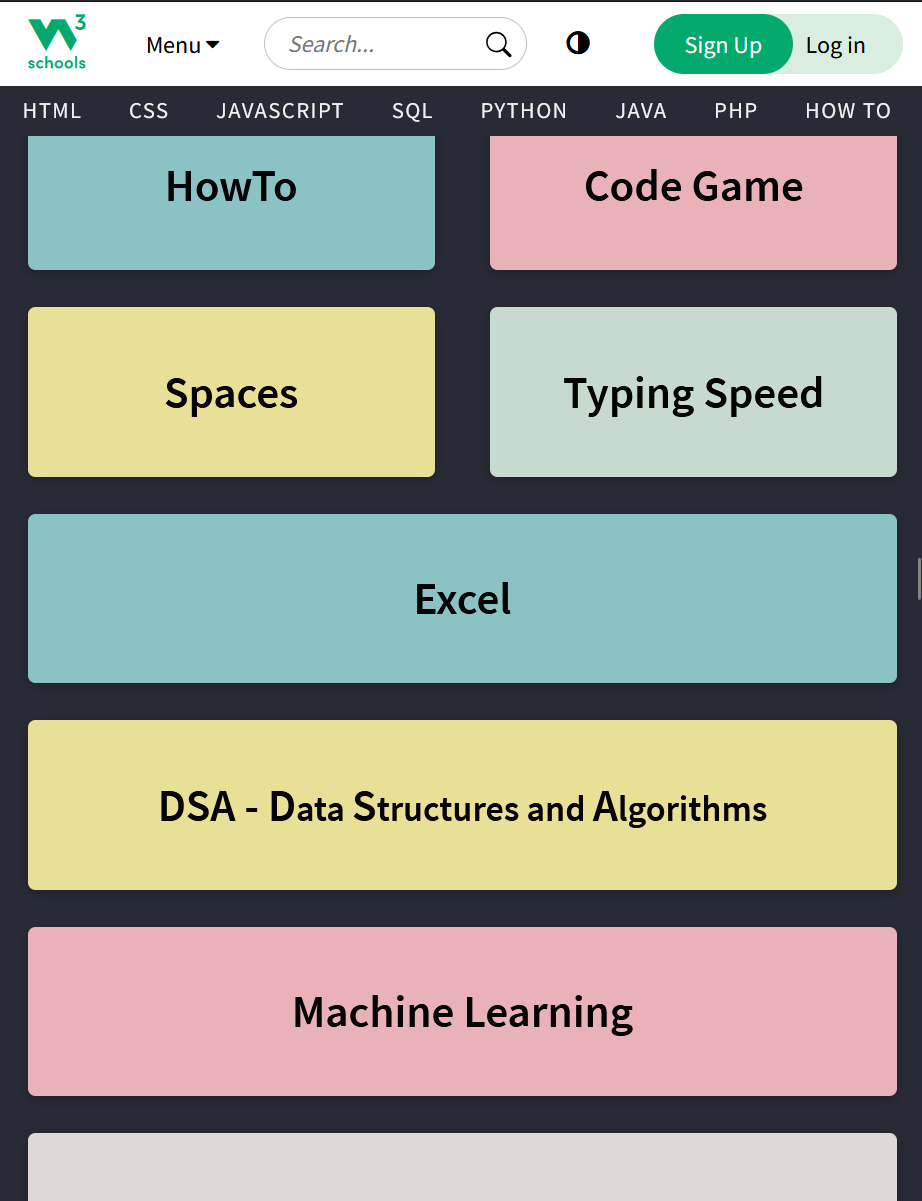 3
schools
Menu
Search...
Sign Up
Log in
HTML CSS JAVASCRIPT SQL PYTHON JAVA PHP HOW TO
HowTo
Code Game
Spaces
Typing Speed
Excel
DSA - Data Structures and Algorithms
Machine Learning